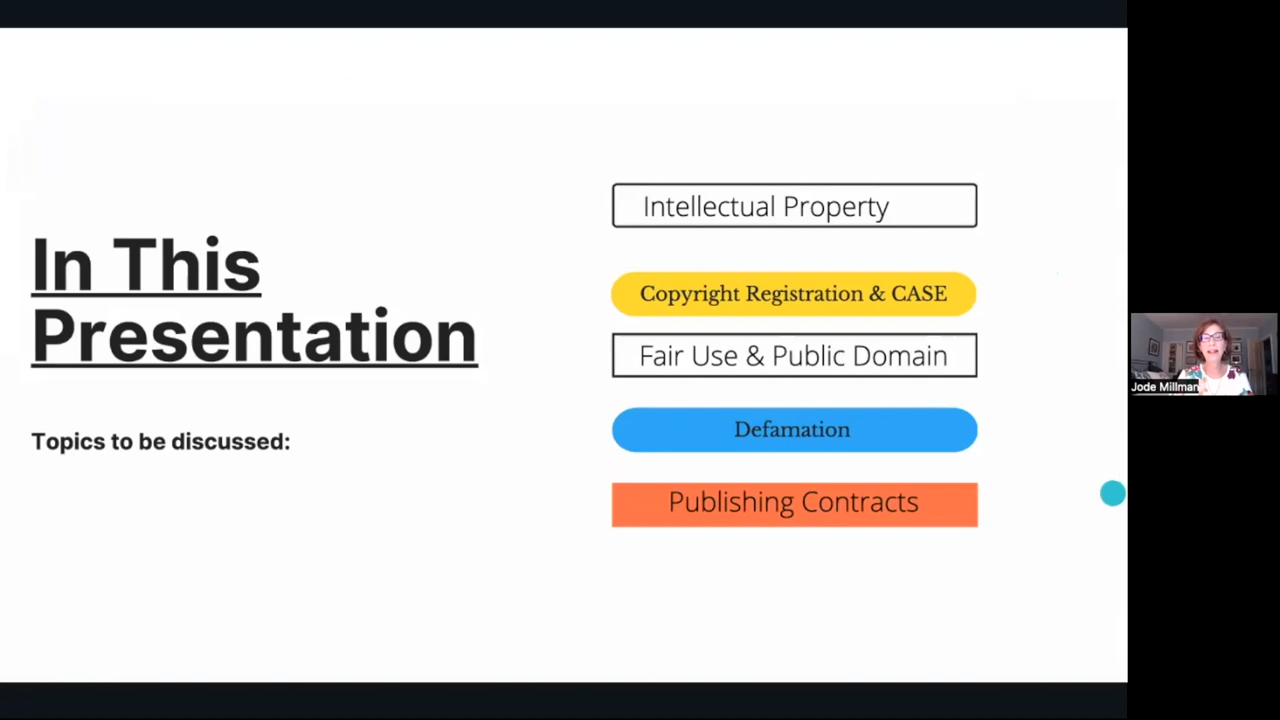 In This
Presentation
Topics to be discussed:
Intellectual Property
Copyright Registration & CASE
Fair Use & Public Domain
Defamation
Publishing Contracts
Jode Millman